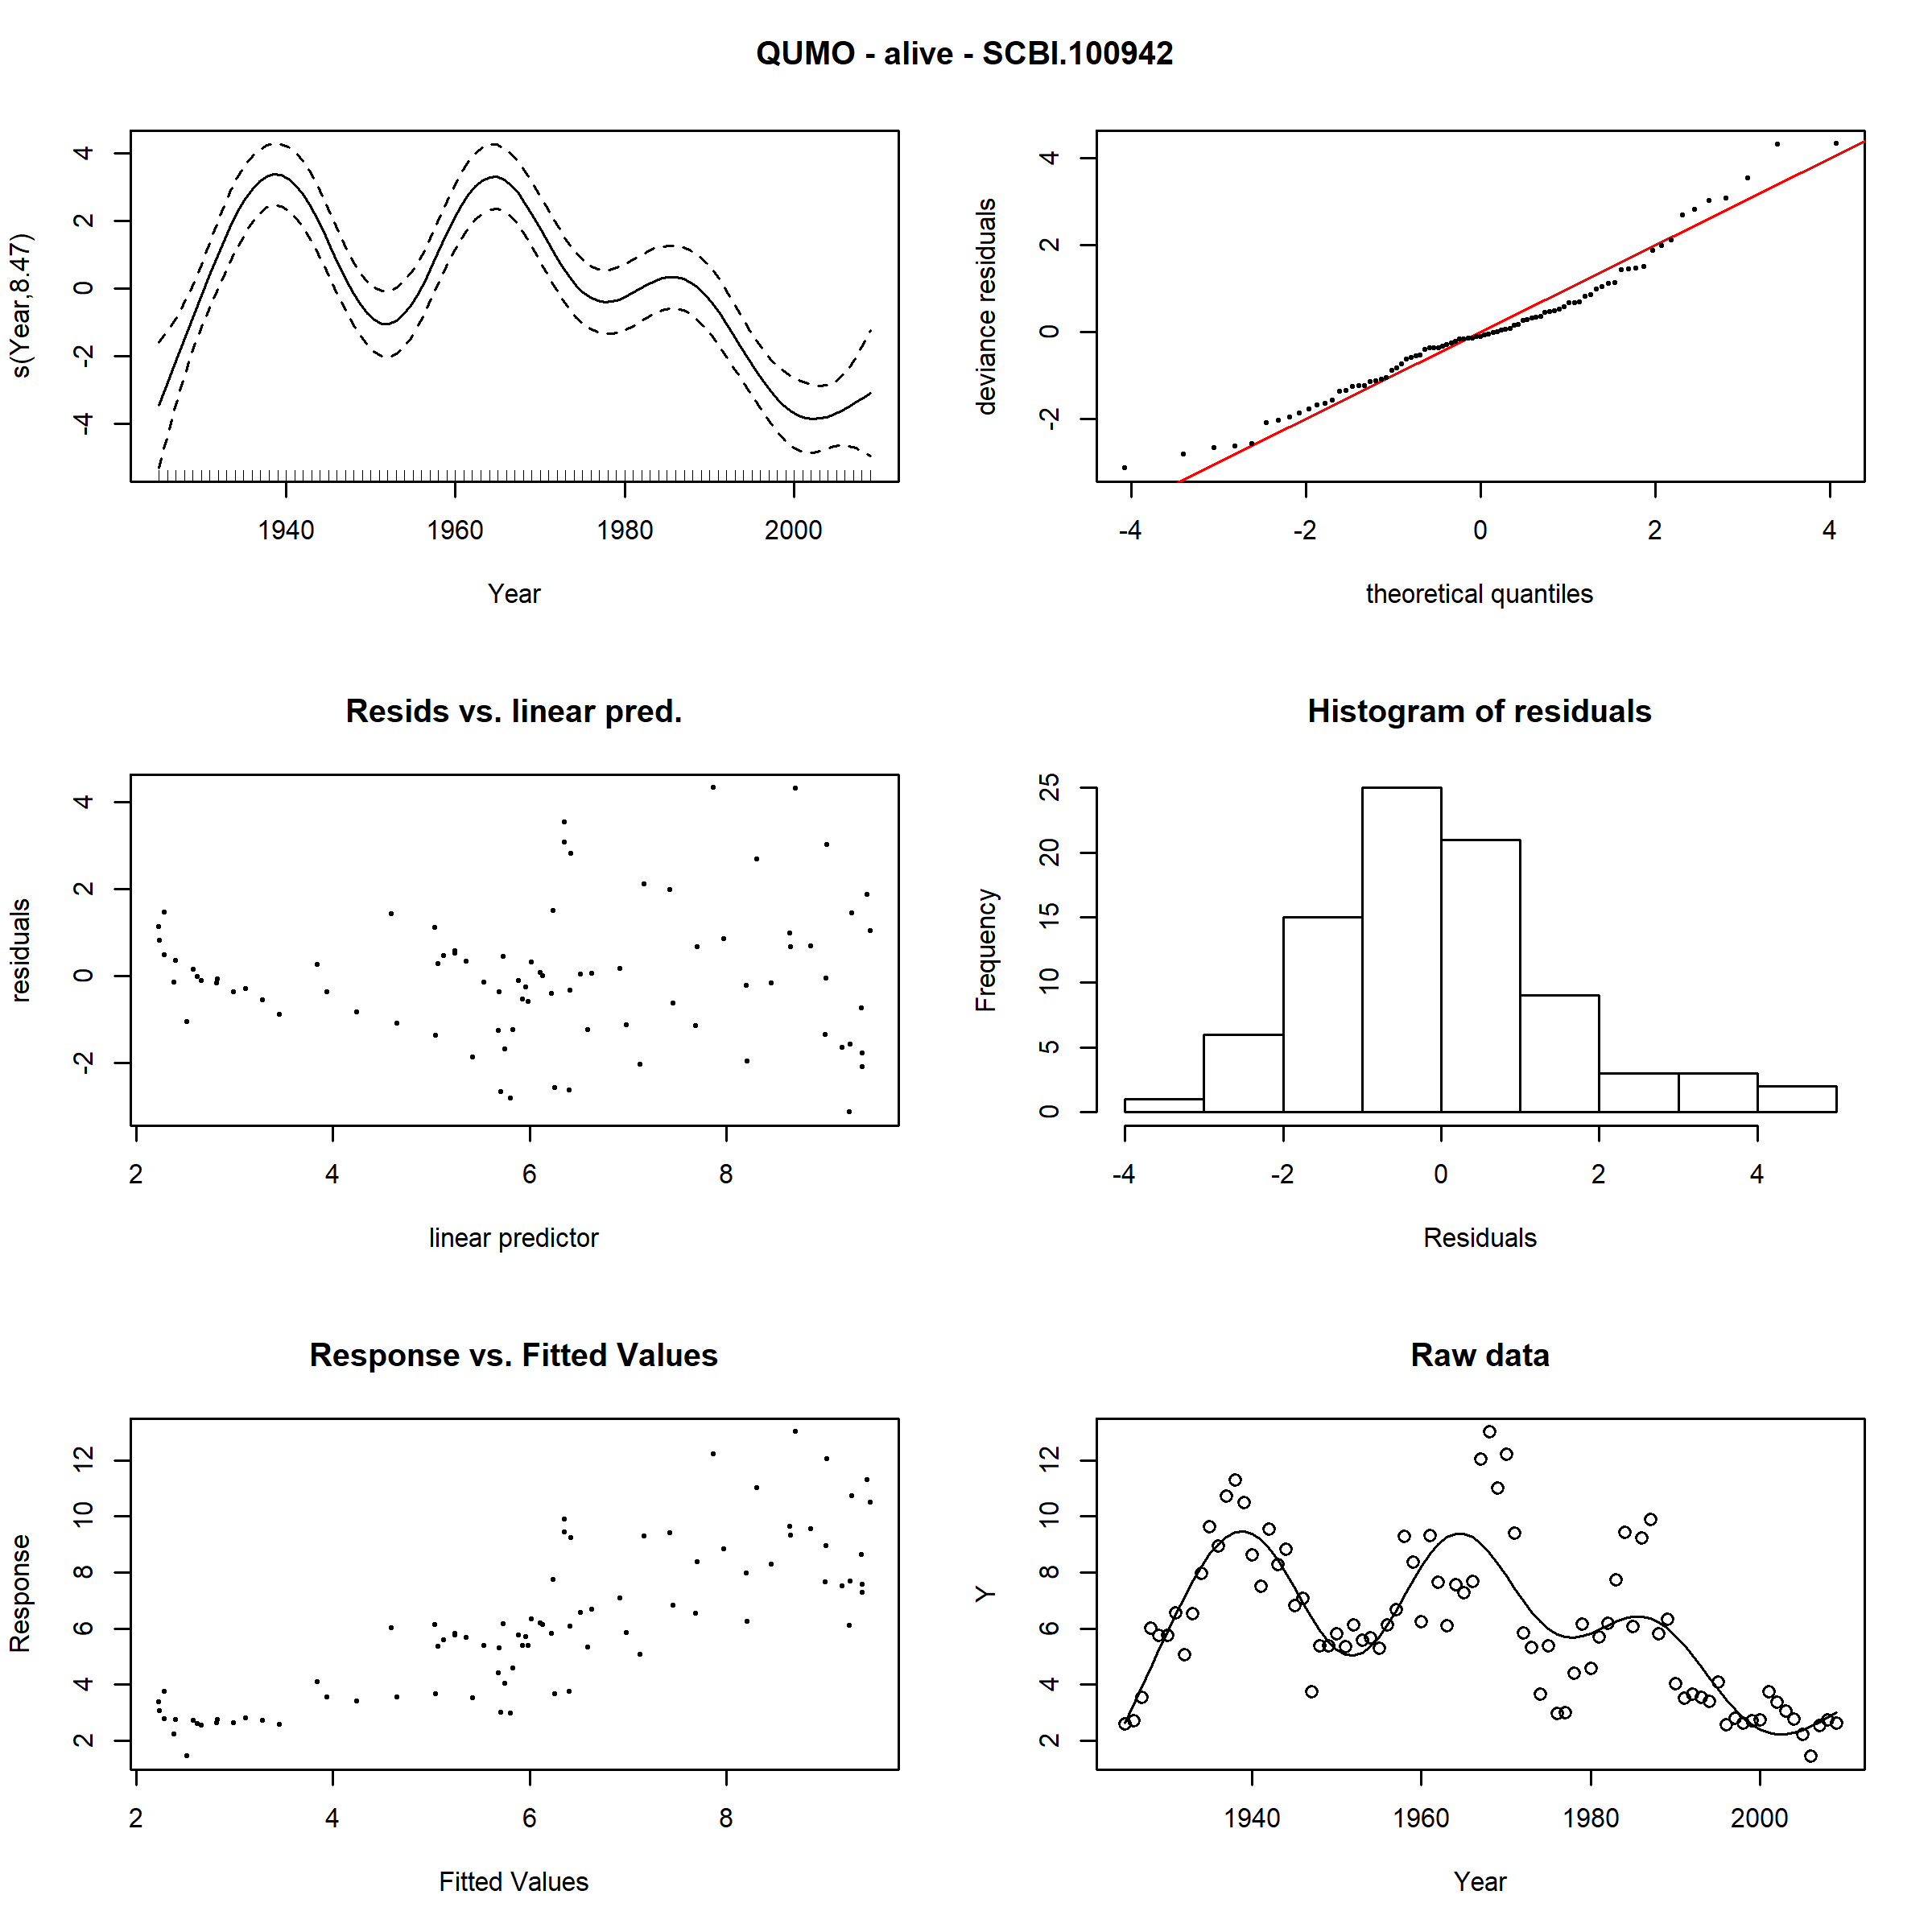 QUMO - alive - SCBI.100942
s(Year,8.47)
4
2
0
-2
-4
1940 1960 1980 2000
Year
deviance residuals
4
2
0
-2
-4 -2 0 2 4
theoretical quantiles
Resids vs. linear pred.
residuals
4
2
0
-2
2 4 6 8
linear predictor
Histogram of residuals
Frequency
25
20
15
10
5
0
-4 -2 0 2 4
Residuals
Response vs. Fitted Values
Response
12
10
8
6
4
2
2 4 6 8
Fitted Values
Raw data
Y
12
10
8
6
4
2
1940 1960 1980 2000
Year